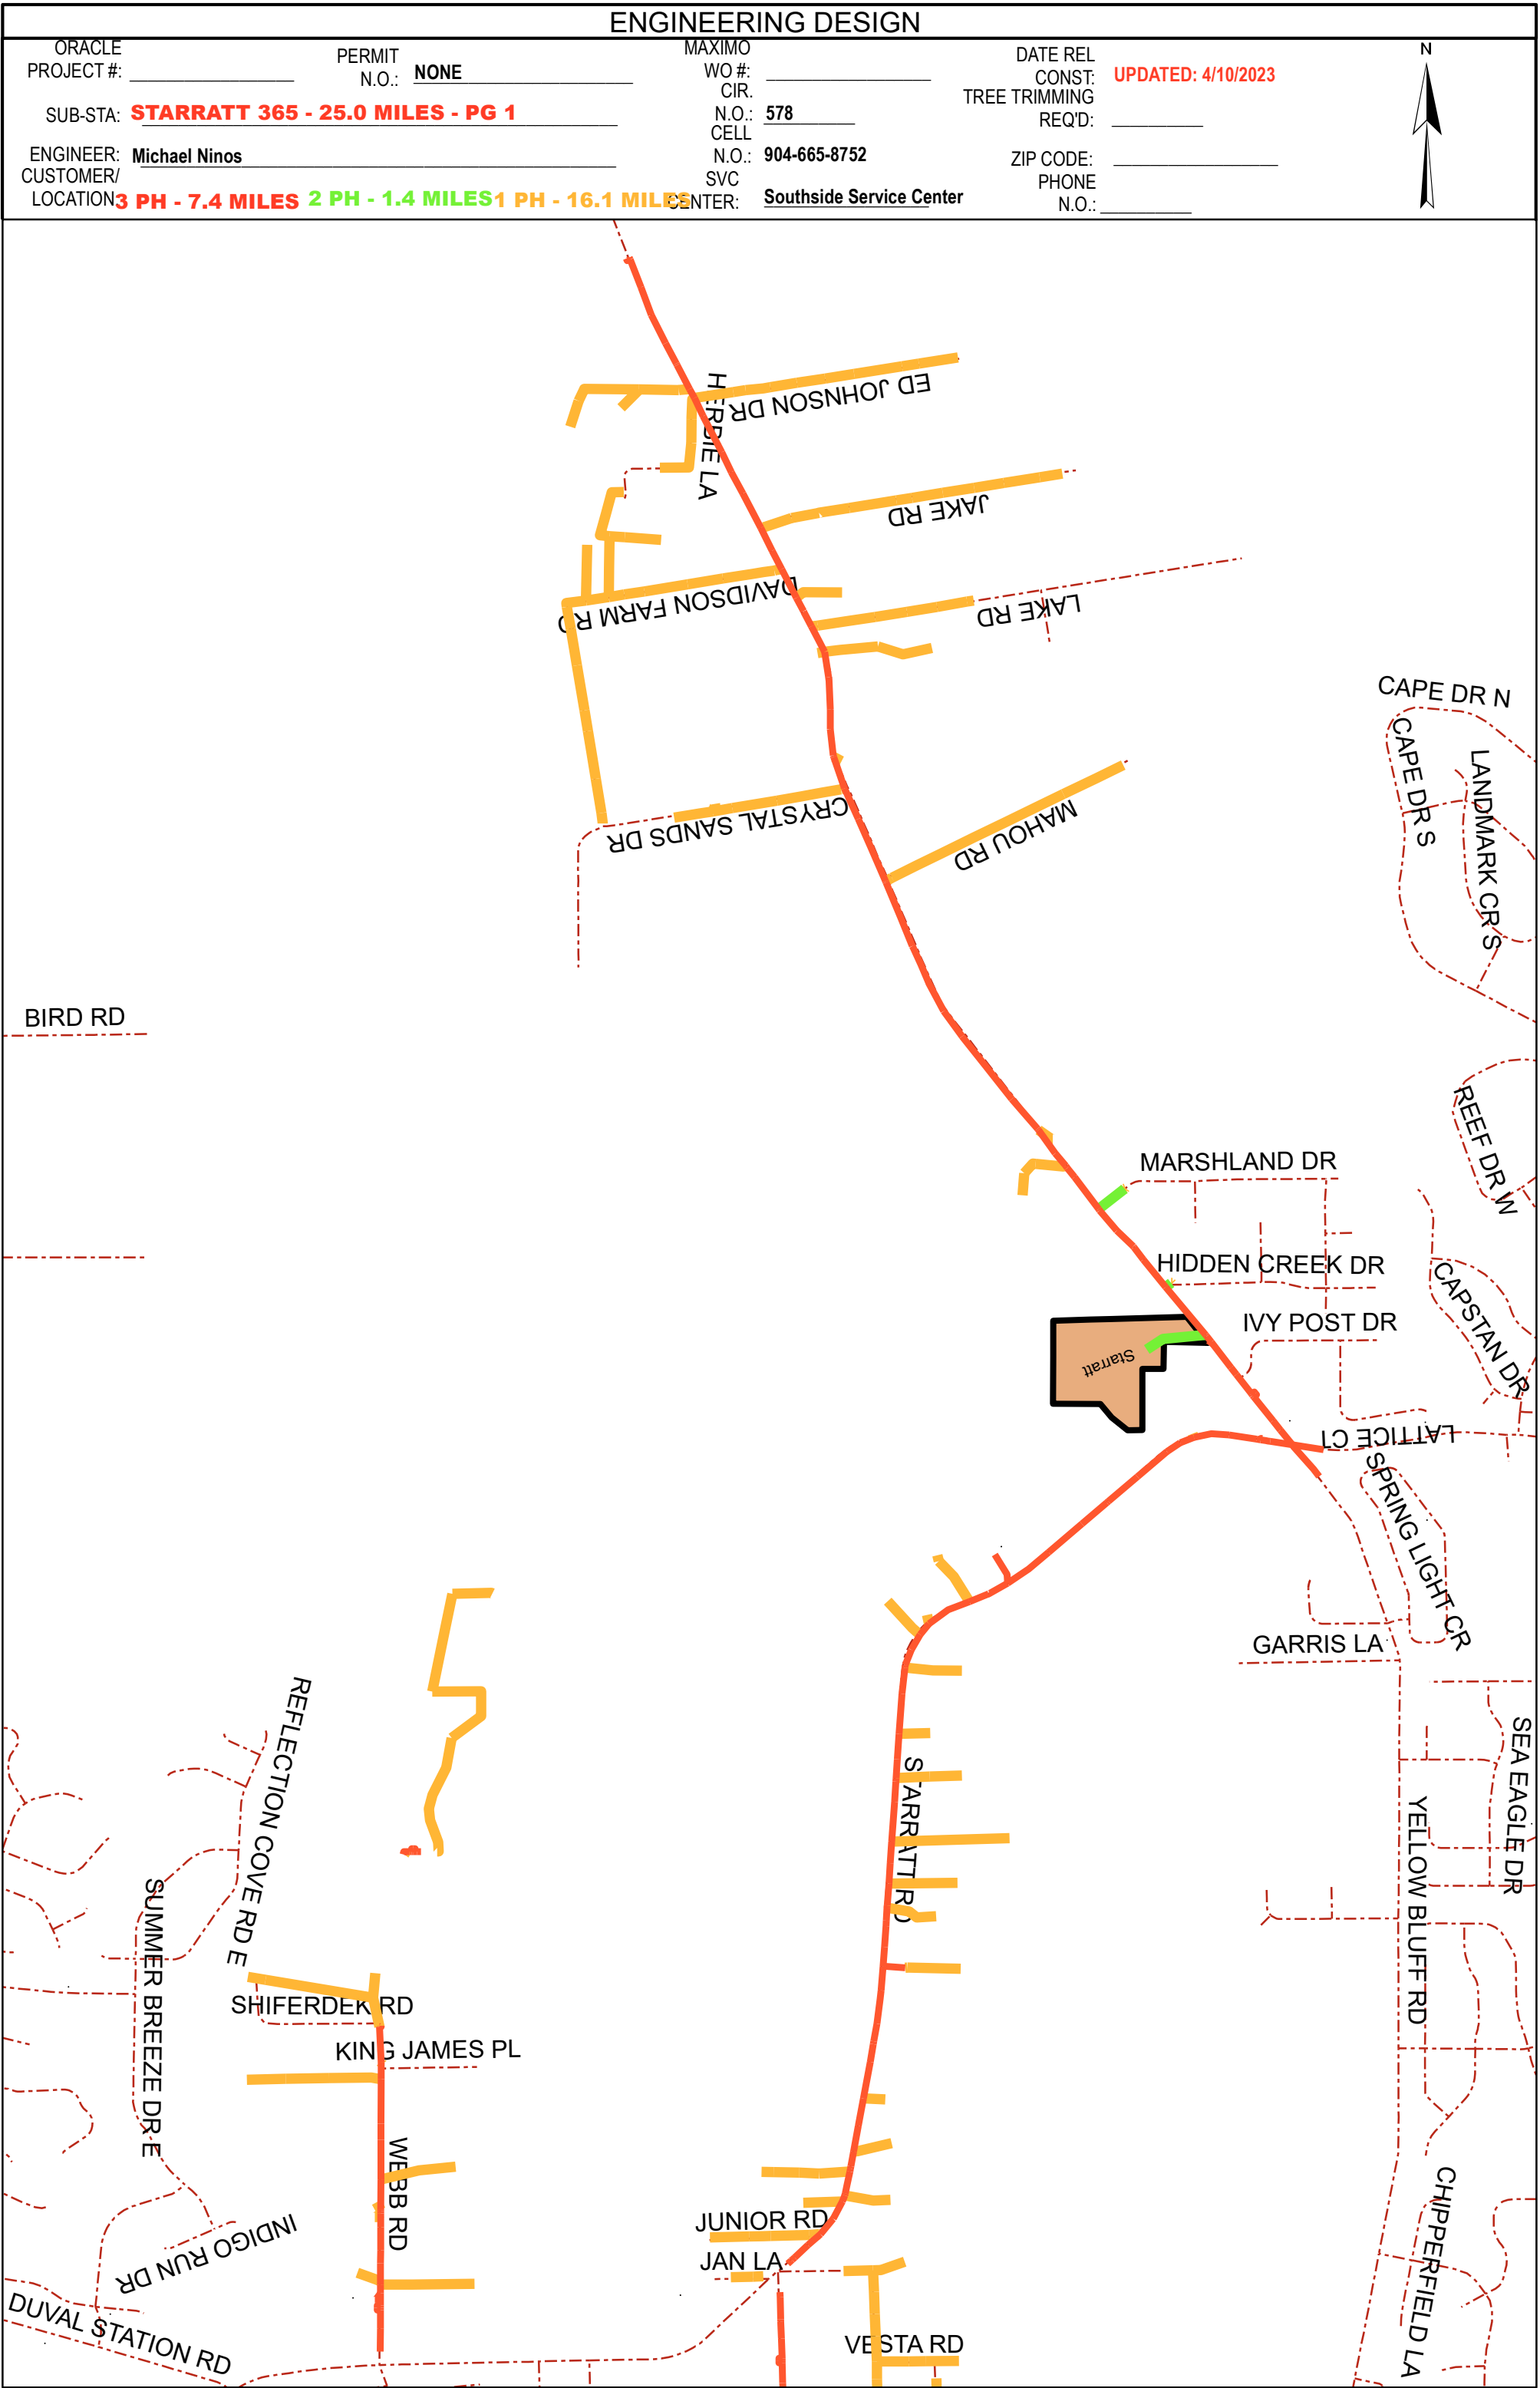 ENGINEERING DESIGN
ORACLE
PROJECT #:
PERMIT
N.O.: NONE
MAXIMO
WO #:
DATE REL
CONST: UPDATED: 4/10/2023
N
SUB-STA: STARRATT 365 - 25.0 MILES - PG 1
CIR.
N.O.: 578
TREE TRIMMING
REQ'D:
ENGINEER: Michael Ninos
CELL
N.O.: 904-665-8752
ZIP CODE:
CUSTOMER/
LOCATION 3 PH - 7.4 MILES 2 PH - 1.4 MILES 1 PH - 16.1 MILES
SVC
CENTER: Southside Service Center
PHONE
N.O.:
HERBIE LA
ED JOHNSON DR
JAKE RD
DAVIDSON FARM RD
LAKE RD
CAPE DR N
CAPE DR S
LANDMARK CR S
CRYSTAL SANDS DR
MAHOU RD
BIRD RD
REEF DR W
MARSHLAND DR
HIDDEN CREEK DR
CAPSTAN DR
IVY POST DR
Starratt
LATTICE CT
SPRING LIGHT CR
GARRIS LA
REFLECTION COVE RD E
SEA EAGLE DR
STARRATT RD
YELLOW BLUFF RD
SUMMER BREEZE DR E
SHIFERDEK RD
KING JAMES PL
WEBB RD
CHIPPERFIELD LA
INDIGO RUN DR
JUNIOR RD
JAN LA
DUVAL STATION RD
VESTA RD